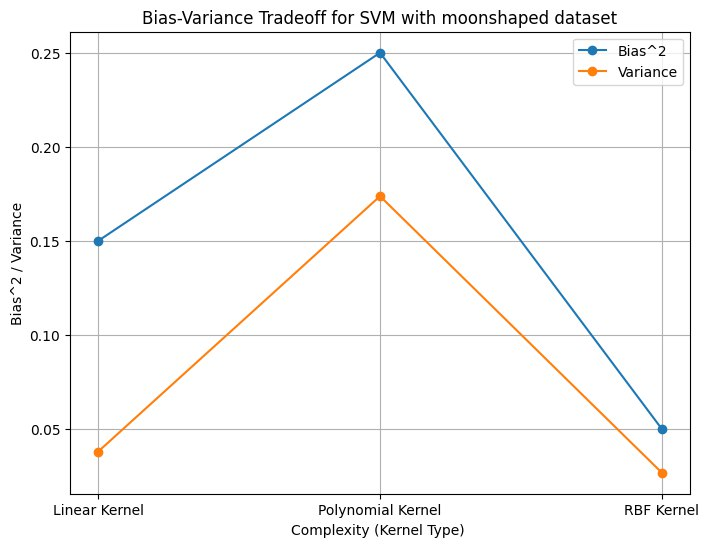 Bias-Variance Tradeoff for SVM with moonshaped dataset
Bias^2
Variance
Bias^2 / Variance
0.25
0.20
0.15
0.10
0.05
Linear Kernel
Polynomial Kernel
RBF Kernel
Complexity (Kernel Type)